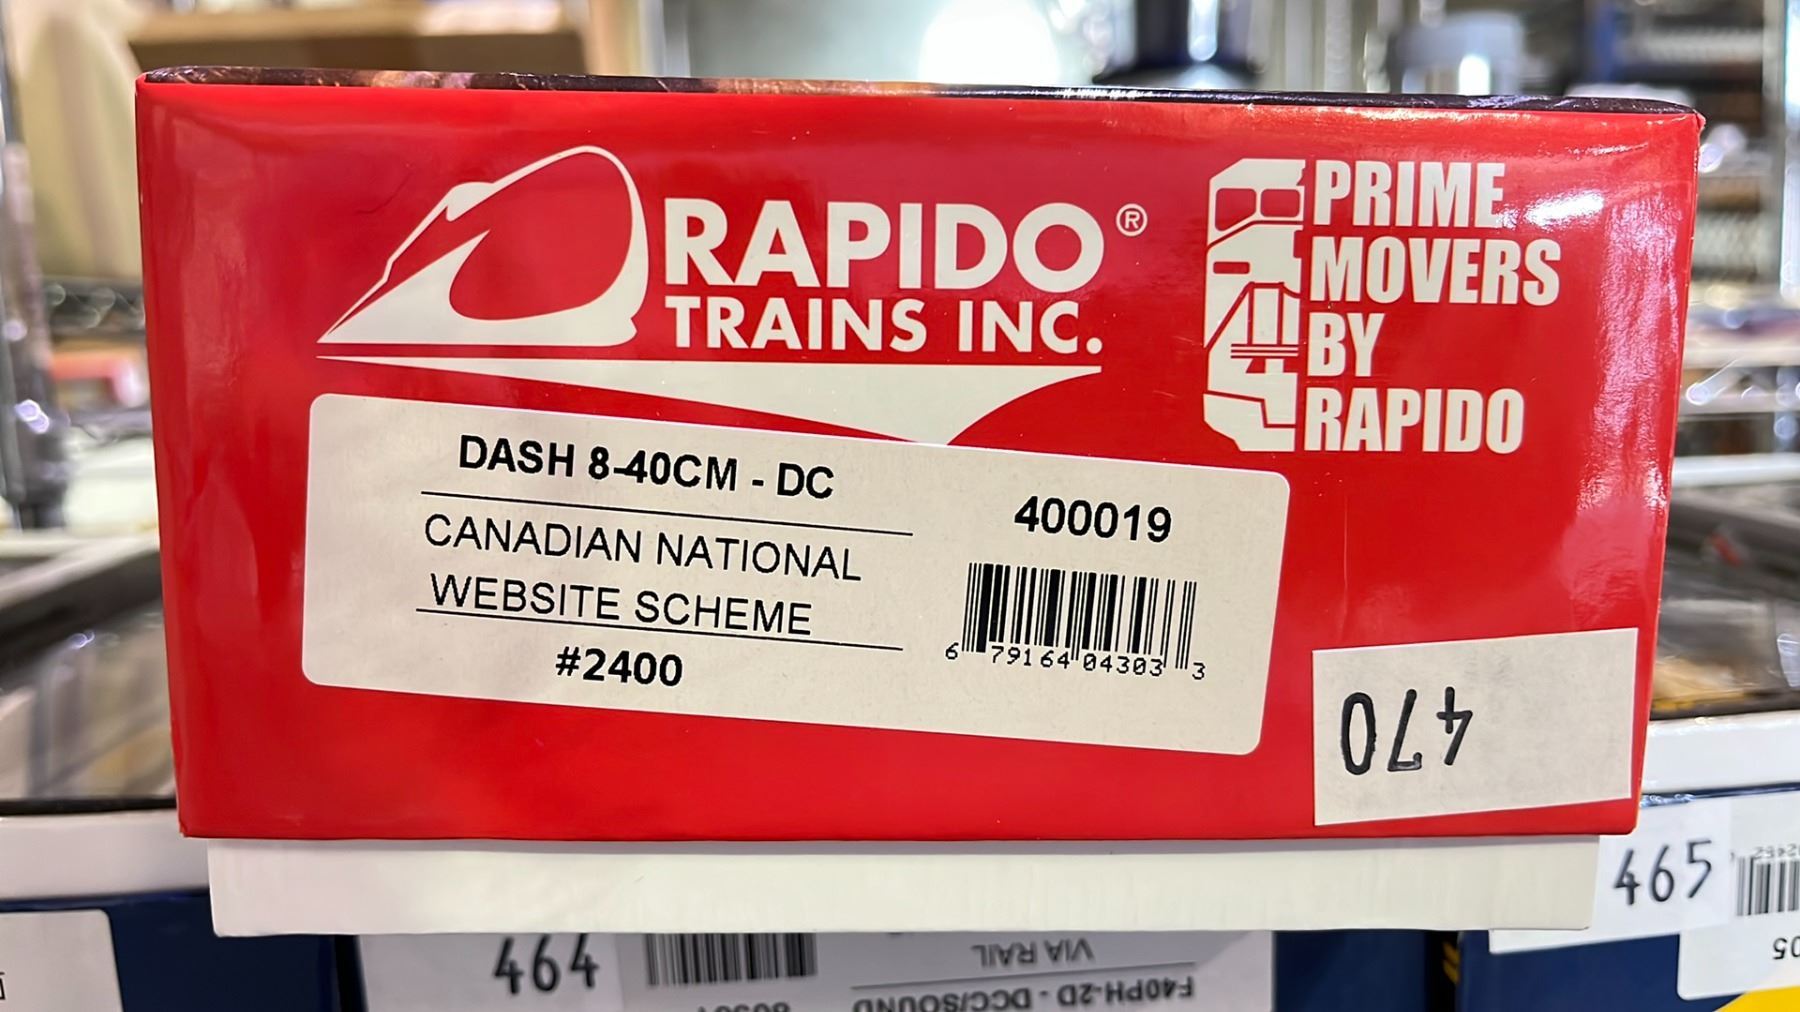 RAPIDO®
TRAINS INC.
PRIME
MOVERS
BY
RAPIDO
DASH 8-40CM - DC
CANADIAN NATIONAL
WEBSITE SCHEME
#2400
400019
6 79164 04303 3
470
465
464
VIA RAIL
F40PH-2D - DCC/SOUND